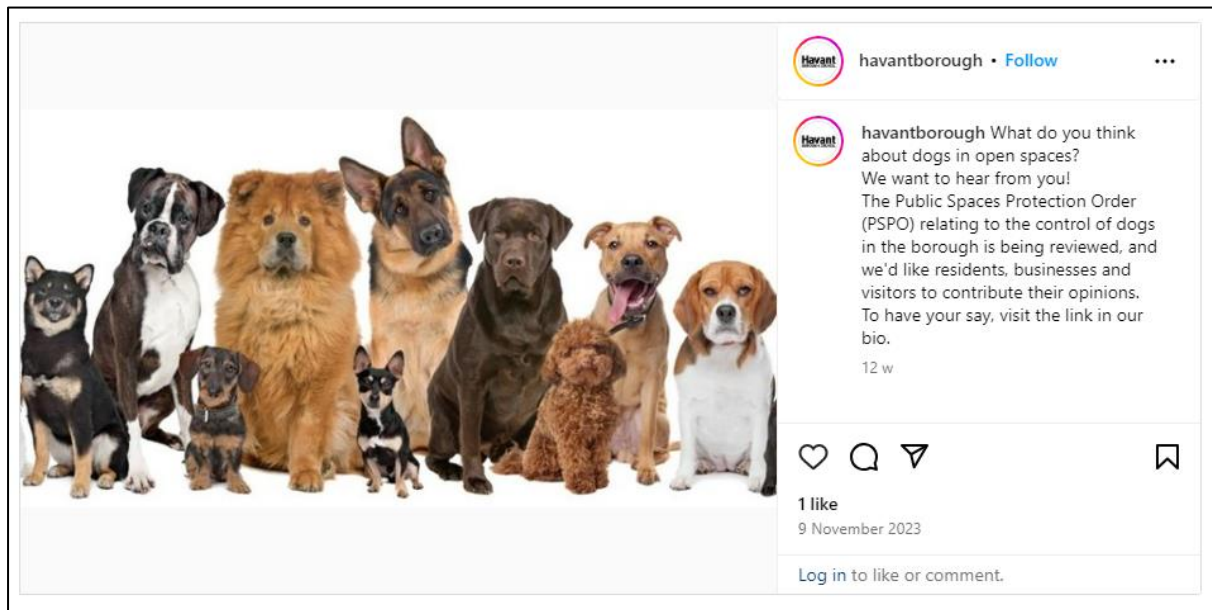 Havant
havantborough • Follow
Havant
havantborough What do you think
about dogs in open spaces?
We want to hear from you!
The Public Spaces Protection Order
(PSPO) relating to the control of dogs
in the borough is being reviewed, and
we'd like residents, businesses and
visitors to contribute their opinions.
To have your say, visit the link in our
bio.
12 w
1 like
9 November 2023
Log in to like or comment.